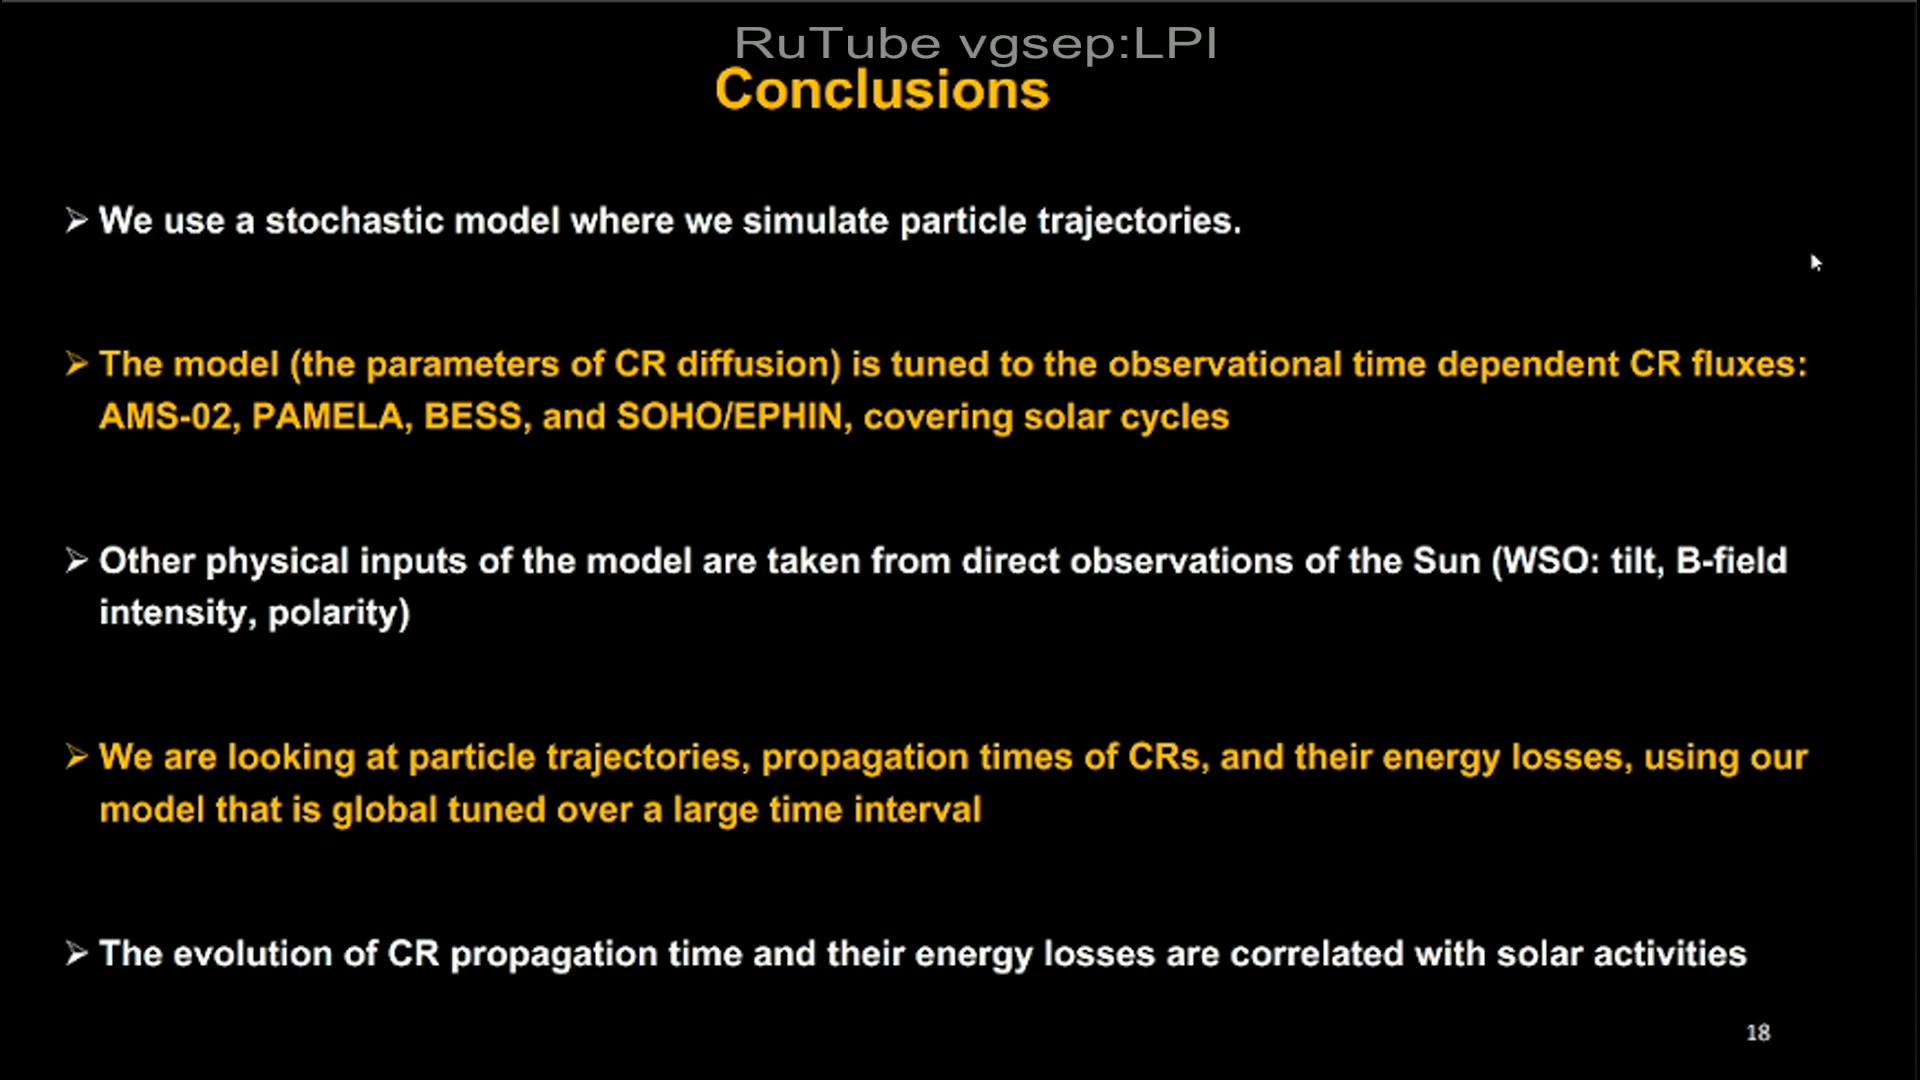 RuTube vgsep:LPI
Conclusions
➢ We use a stochastic model where we simulate particle trajectories.
➢ The model (the parameters of CR diffusion) is tuned to the observational time dependent CR fluxes:
AMS-02, PAMELA, BESS, and SOHO/EPHIN, covering solar cycles
➢ Other physical inputs of the model are taken from direct observations of the Sun (WSO: tilt, B-field
intensity, polarity)
➢ We are looking at particle trajectories, propagation times of CRs, and their energy losses, using our
model that is global tuned over a large time interval
➢ The evolution of CR propagation time and their energy losses are correlated with solar activities
18